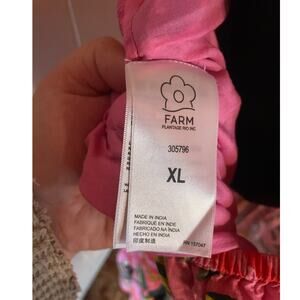 FARM
PLANTAGE RIO INC
305796
XL
MADE IN INDIA
FABRIQUÉ EN INDE
FABRICADO NA ÍNDIA
HECHO EN INDIA
印度制造
RN 157047